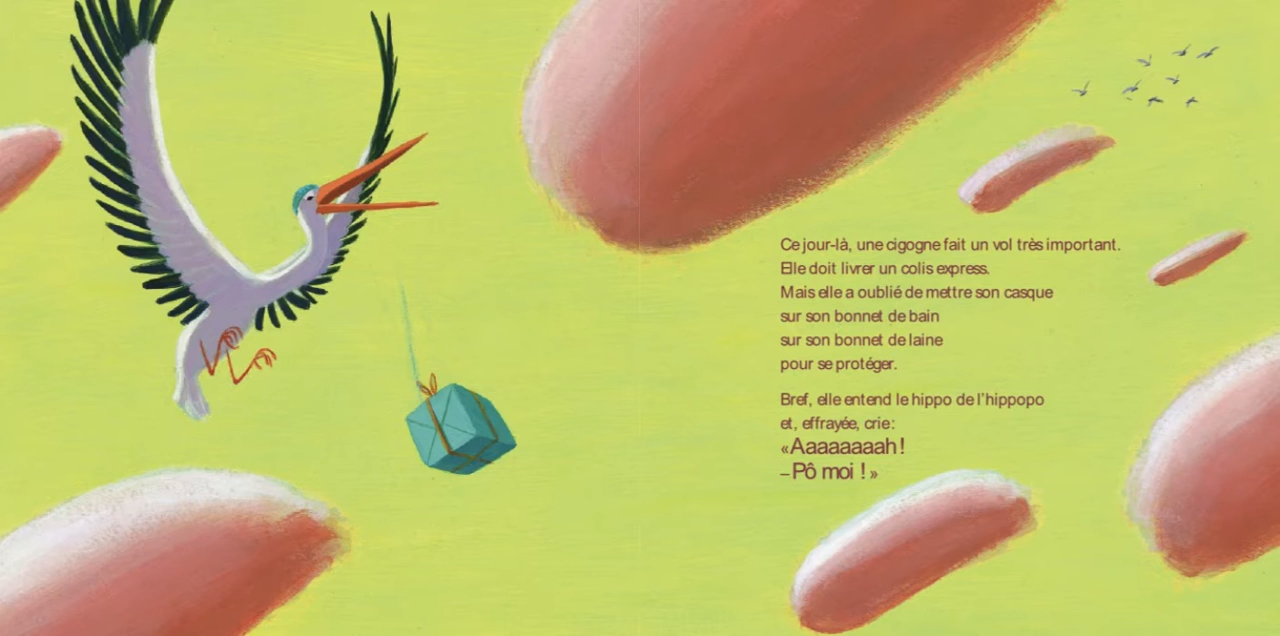 Ce jour-là, une cigogne fait un vol très important.
Elle doit livrer un colis express.
Mais elle a oublié de mettre son casque
sur son bonnet de bain
sur son bonnet de laine
pour se protéger.
Bref, elle entend le hippo de l'hippopo
et, effrayée, crie :
« Aaaaaaaah !
– Pô moi ! »